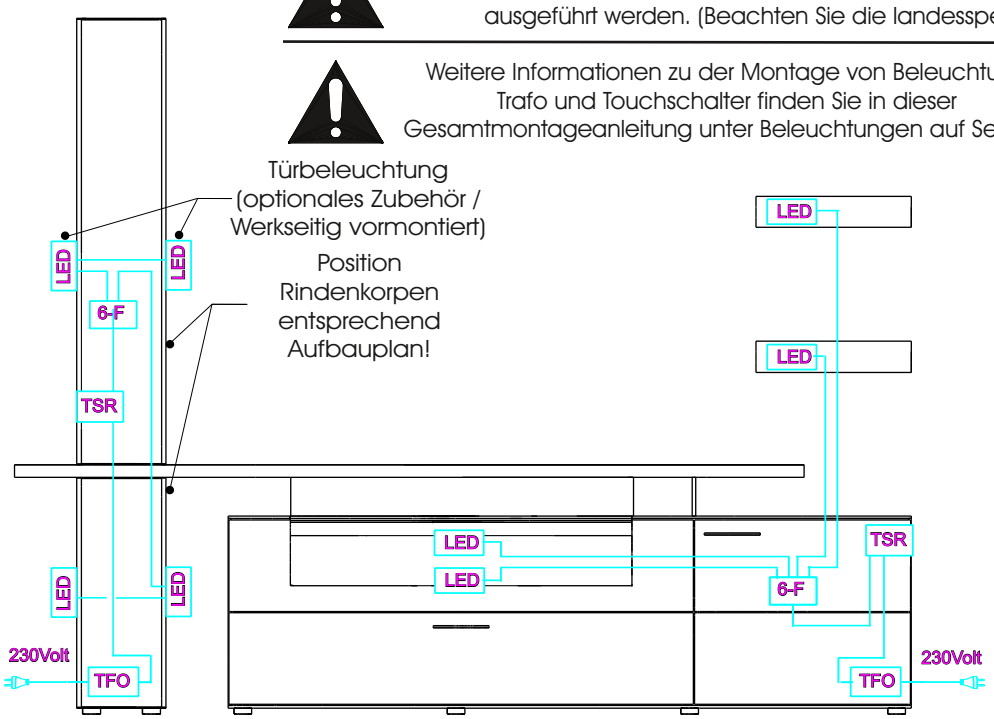 ausgeführt werden. (Beachten Sie die landesspe
Weitere Informationen zu der Montage von Beleuchtu
Trafo und Touchschalter finden Sie in dieser
Gesamtmontageanleitung unter Beleuchtungen auf Se
Türbeleuchtung
(optionales Zubehör /
Werkseitig vormontiert)
Position
Rindenkorpen
entsprechend
Aufbauplan!
LED
LED
6-F
TSR
LED
LED
230Volt
TFO
LED
LED
LED
LED
TSR
6-F
230Volt
TFO